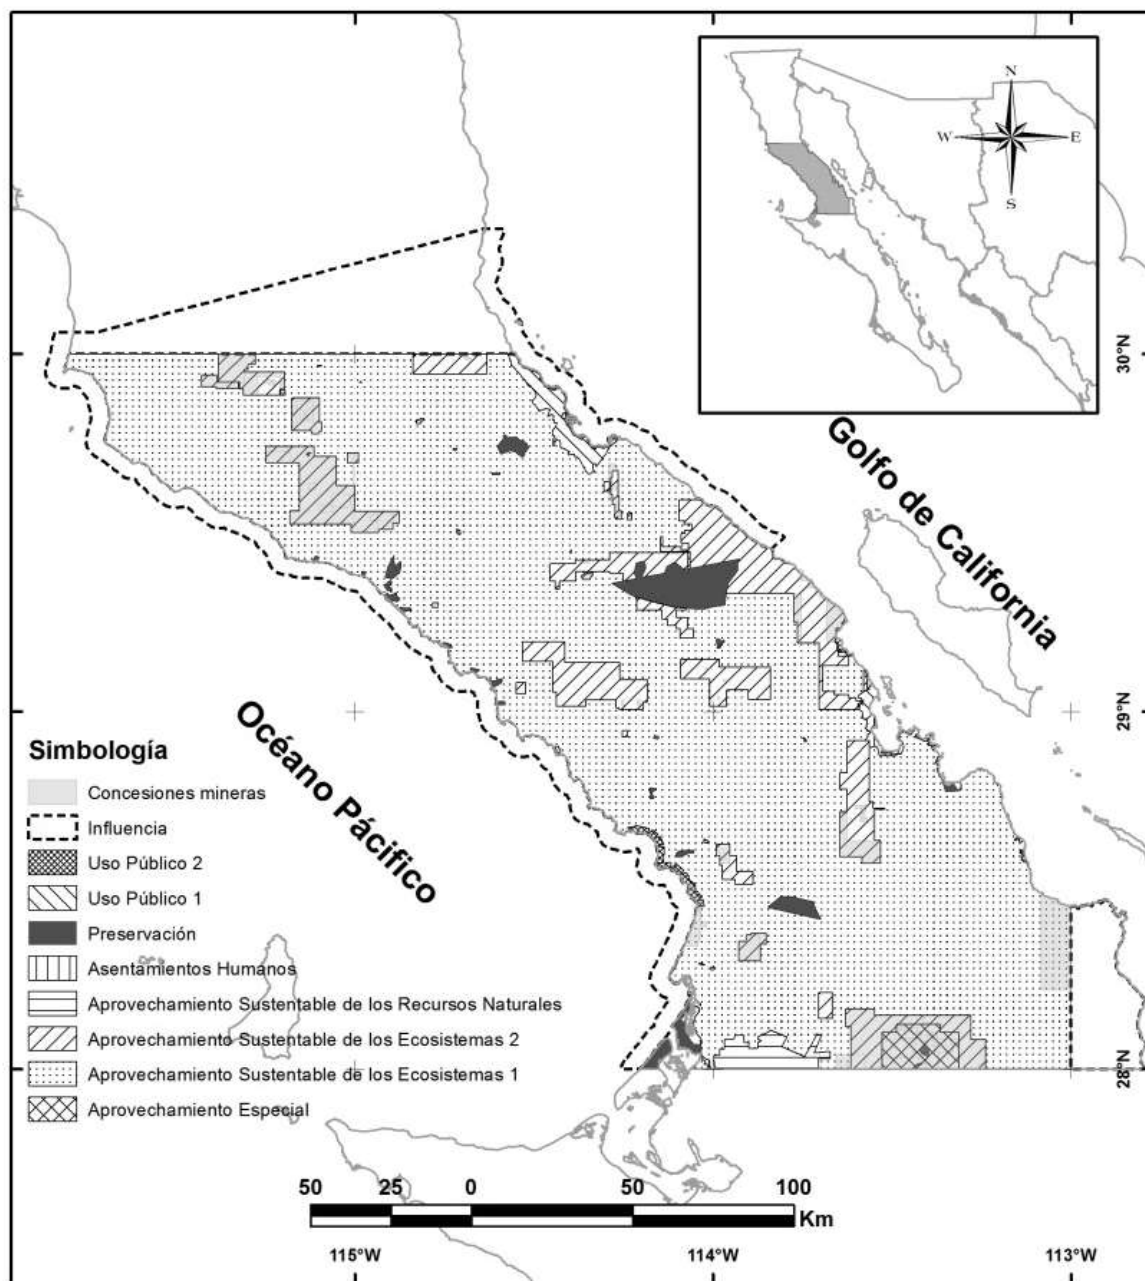 N
W
E
S
30°N
Golfo de California
29°N
Océano Pácifico
Simbología
Concesiones mineras
Influencia
Uso Público 2
Uso Público 1
Preservación
Asentamientos Humanos
Aprovechamiento Sustentable de los Recursos Naturales
Aprovechamiento Sustentable de los Ecosistemas 2
Aprovechamiento Sustentable de los Ecosistemas 1
Aprovechamiento Especial
28°N
50 25 0 50 100
Km
115°W 114°W 113°W